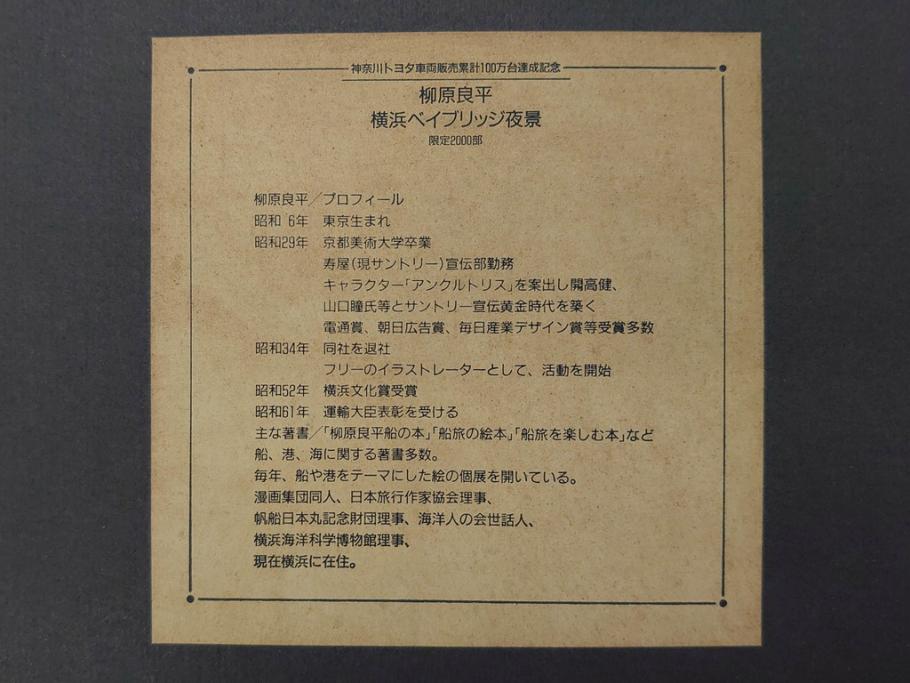 神奈川トヨタ車両販売累計100万台達成記念
柳原良平
横浜ベイブリッジ夜景
限定2000部
柳原良平／プロフィール
昭和 6年 東京生まれ
昭和29年 京都美術大学卒業
寿屋(現サントリー)宣伝部勤務
キャラクター「アンクルトリス」を案出し開高健、
山口瞳氏等とサントリー宣伝黄金時代を築く
電通賞、朝日広告賞、毎日産業デザイン賞等受賞多数
昭和34年 同社を退社
フリーのイラストレーターとして、活動を開始
昭和52年 横浜文化賞受賞
昭和61年 運輸大臣表彰を受ける
主な著書／「柳原良平船の本」「船旅の絵本」「船旅を楽しむ本」など
船、港、海に関する著書多数。
毎年、船や港をテーマにした絵の個展を開いている。
漫画集団同人、日本旅行作家協会理事、
帆船日本丸記念財団理事、海洋人の会世話人、
横浜海洋科学博物館理事、
現在横浜に在住。